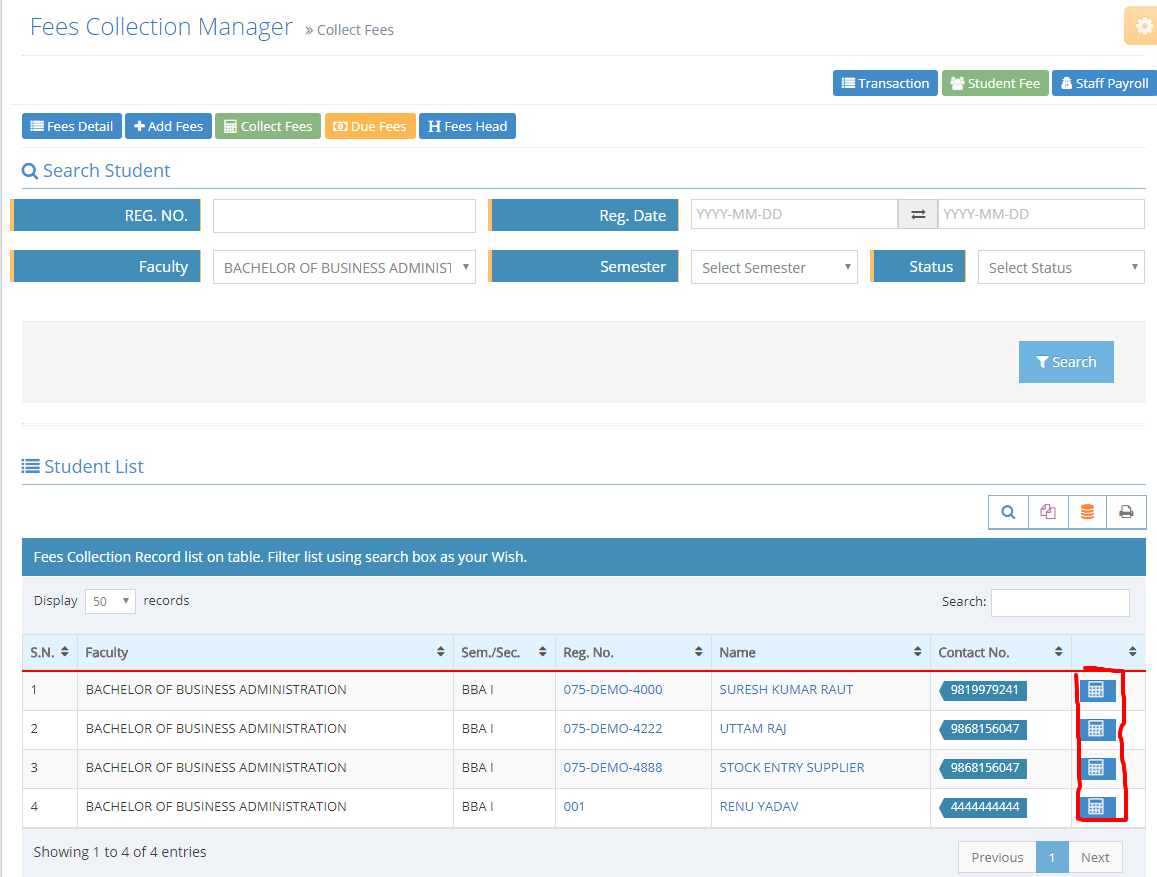 Fees Collection Manager » Collect Fees
Transaction Student Fee Staff Payroll
Fees Detail Add Fees Collect Fees Due Fees Fees Head
Search Student
REG. NO. Reg. Date YYYY-MM-DD YYYY-MM-DD
Faculty BACHELOR OF BUSINESS ADMINIST Semester Select Semester Status Select Status
Search
Student List
Fees Collection Record list on table. Filter list using search box as your Wish.
Display 50 records Search:
S.N. Faculty Sem./Sec. Reg. No. Name Contact No.
1 BACHELOR OF BUSINESS ADMINISTRATION BBA I 075-DEMO-4000 SURESH KUMAR RAUT 9819979241
2 BACHELOR OF BUSINESS ADMINISTRATION BBA I 075-DEMO-4222 UTTAM RAJ 9868156047
3 BACHELOR OF BUSINESS ADMINISTRATION BBA I 075-DEMO-4888 STOCK ENTRY SUPPLIER 9868156047
4 BACHELOR OF BUSINESS ADMINISTRATION BBA I 001 RENU YADAV 4444444444
Showing 1 to 4 of 4 entries
Previous 1 Next